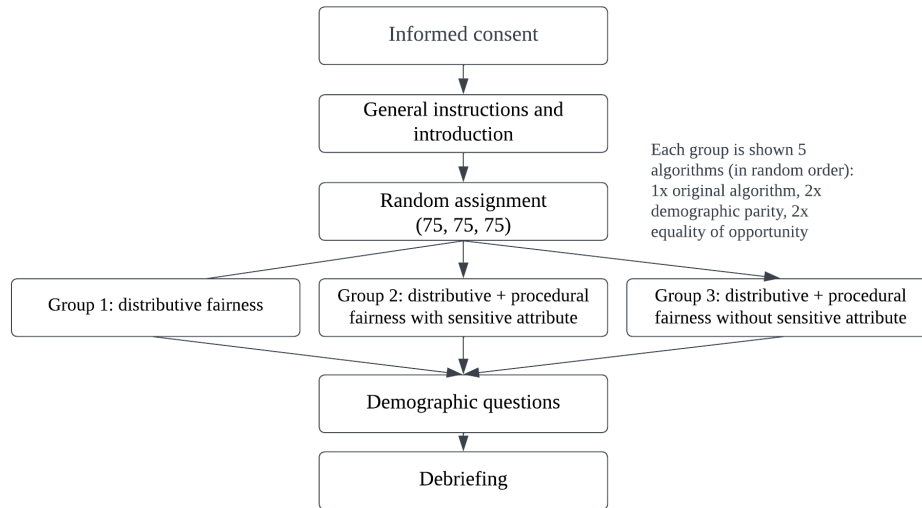 Informed consent
General instructions and
introduction
Each group is shown 5
algorithms (in random order):
1x original algorithm, 2x
demographic parity, 2x
equality of opportunity
Random assignment
(75, 75, 75)
Group 1: distributive fairness
Group 2: distributive + procedural
fairness with sensitive attribute
Group 3: distributive + procedural
fairness without sensitive attribute
Demographic questions
Debriefing